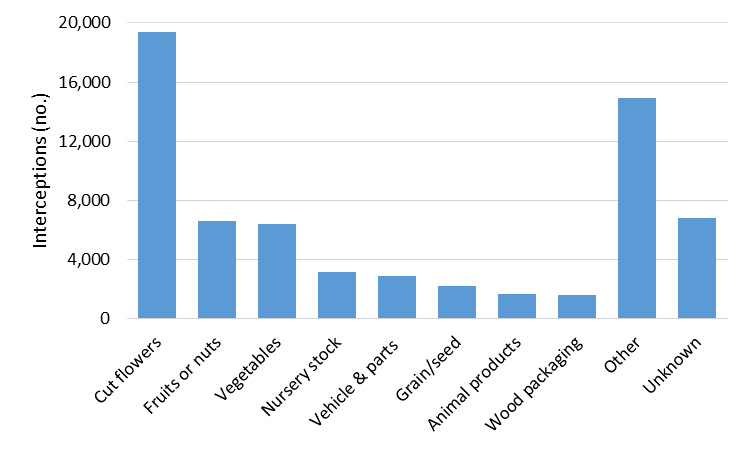 20,000
16,000
12,000
8,000
4,000
0
Interceptions (no.)
Cut flowers
Fruits or nuts
Vegetables
Nursery stock
Vehicle & parts
Grain/seed
Animal products
Wood packaging
Other
Unknown